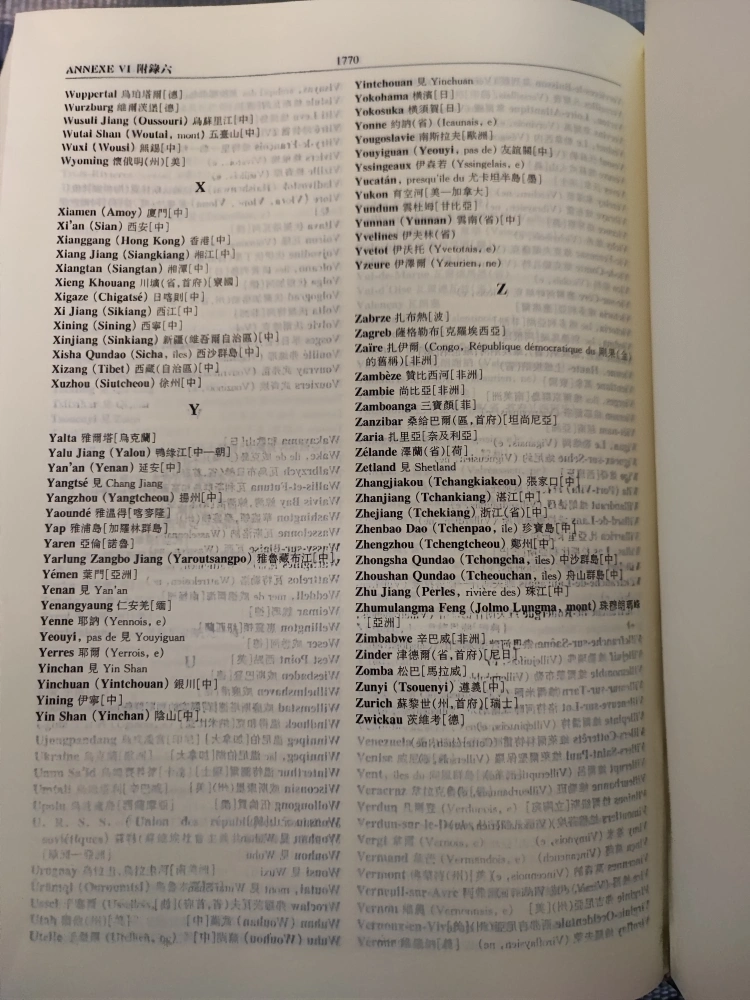 ANNEXE VI 附錄六
1770
Wuppertal 烏珀塔爾[德]
Wurzburg 維爾茨堡[德]
Wusuli Jiang (Oussouri) 烏蘇里江[中]
Wutai Shan (Woutai, mont) 五臺山[中]
Wuxi (Wousi) 無錫[中]
Wyoming 懷俄明(州)[美]
X
Xiamen (Amoy) 廈門[中]
Xi'an (Sian) 西安[中]
Xianggang (Hong Kong) 香港[中]
Xiang Jiang (Siangkiang) 湘江[中]
Xiangtan (Siangtan) 湘潭[中]
Xieng Khouang 川壙(省,首府)[寮國]
Xigaze (Chigatsé) 日喀則[中]
Xi Jiang (Sikiang) 西江[中]
Xining (Sining) 西寧[中]
Xinjiang (Sinkiang) 新疆(維吾爾自治區)[中]
Xisha Qundao (Sicha, îles) 西沙群島[中]
Xizang (Tibet) 西藏(自治區)[中]
Xuzhou (Siutcheou) 徐州[中]
Y
Yalta 雅爾塔[烏克蘭]
Yalu Jiang (Yalou) 鴨綠江[中—朝]
Yan'an (Yenan) 延安[中]
Yangtsé 見 Chang Jiang
Yangzhou (Yangtcheou) 揚州[中]
Yaoundé 雅溫得[喀麥隆]
Yap 雅浦島[加羅林群島]
Yaren 亞倫[諾魯]
Yarlung Zangbo Jiang (Yaroutsangpo) 雅魯藏布江[中]
Yémen 葉門[亞洲]
Yenan 見 Yan'an
Yenangyaung 仁安羌[緬]
Yenne 耶訥 (Yennois, e)
Yeouyi, pas de 見 Youyiguan
Yerres 耶爾 (Yerrois, e)
Yinchan 見 Yin Shan
Yinchuan (Yintchouan) 銀川[中]
Yining 伊寧[中]
Yin Shan (Yinchan) 陰山[中]
Yintchouan 見 Yinchuan
Yokohama 橫濱[日]
Yokosuka 橫須賀[日]
Yonne 約訥(省) (Icaunais, e)
Yougoslavie 南斯拉夫[歐洲]
Youyiguan (Yeouyi, pas de) 友誼關[中]
Yssingeaux 伊森若 (Yssingelais, e)
Yucatán, presqu'île du 尤卡坦半島[墨]
Yukon 育空河[美—加拿大]
Yundum 雲杜姆[甘比亞]
Yunnan (Yunnan) 雲南(省)[中]
Yvelines 伊夫林(省)
Yvetot 伊沃托 (Yvetotais, e)
Yzeure 伊澤爾 (Yzeurien, ne)
Z
Zabrze 扎布熱[波]
Zagreb 薩格勒布[克羅埃西亞]
Zaïre 扎伊爾 (Congo, République démocratique du 剛果(金)
的舊稱)[非洲]
Zambèze 贊比西河[非洲]
Zambie 尚比亞[非洲]
Zamboanga 三寶顏[菲]
Zanzibar 桑給巴爾(區,首府)[坦尚尼亞]
Zaria 扎里亞[奈及利亞]
Zélande 澤蘭(省)[荷]
Zetland 見 Shetland
Zhangjiakou (Tchangkiakeou) 張家口[中]
Zhanjiang (Tchankiang) 湛江[中]
Zhejiang (Tchekiang) 浙江(省)[中]
Zhenbao Dao (Tchenpao, île) 珍寶島[中]
Zhengzhou (Tchengtcheou) 鄭州[中]
Zhongsha Qundao (Tchongcha, îles) 中沙群島[中]
Zhoushan Qundao (Tcheouchan, îles) 舟山群島[中]
Zhu Jiang (Perles, rivière des) 珠江[中]
Zhumulangma Feng (Jolmo Lungma, mont) 珠穆朗瑪峰
[亞洲]
Zimbabwe 辛巴威[非洲]
Zinder 津德爾(省,首府)[尼日]
Zomba 松巴[馬拉威]
Zunyi (Tsouenyi) 遵義[中]
Zurich 蘇黎世(州,首府)[瑞士]
Zwickau 茨維考[德]